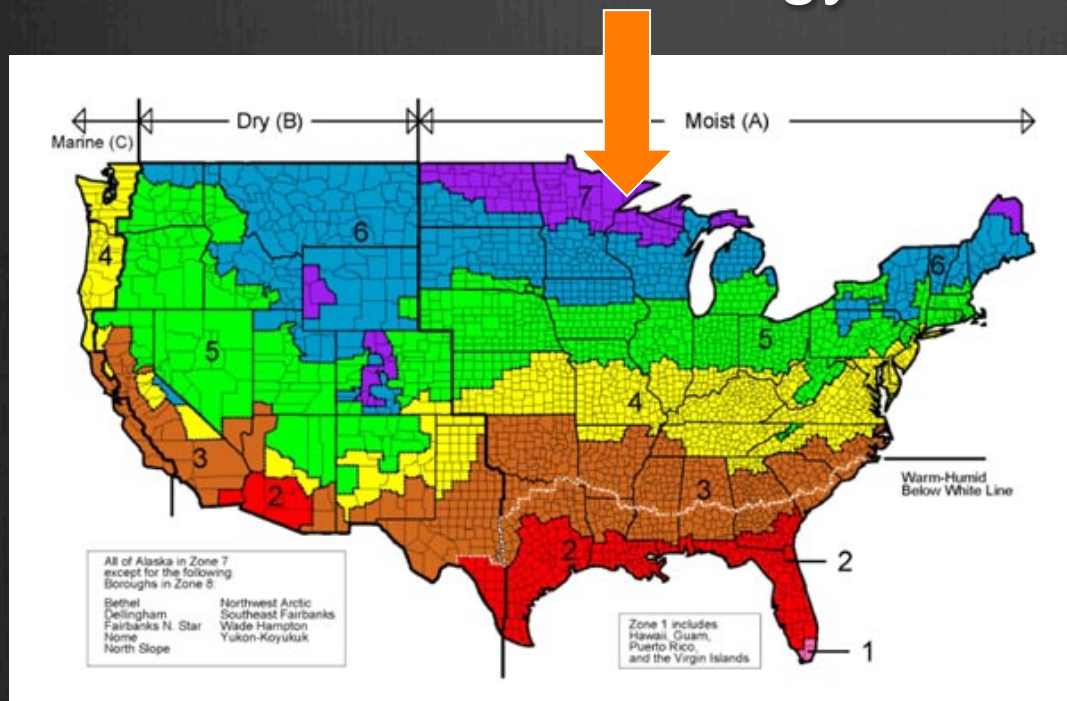 Marine (C)
Dry (B)
Moist (A)
7
6
6
4
5
5
4
3
3
2
2
2
1
Warm-Humid
Below White Line
All of Alaska in Zone 7
except for the following
Boroughs in Zone 8:
Bethel Northwest Arctic
Dellingham Southeast Fairbanks
Fairbanks N. Star Wade Hampton
Nome Yukon-Koyukuk
North Slope
Zone 1 includes
Hawaii, Guam,
Puerto Rico,
and the Virgin Islands